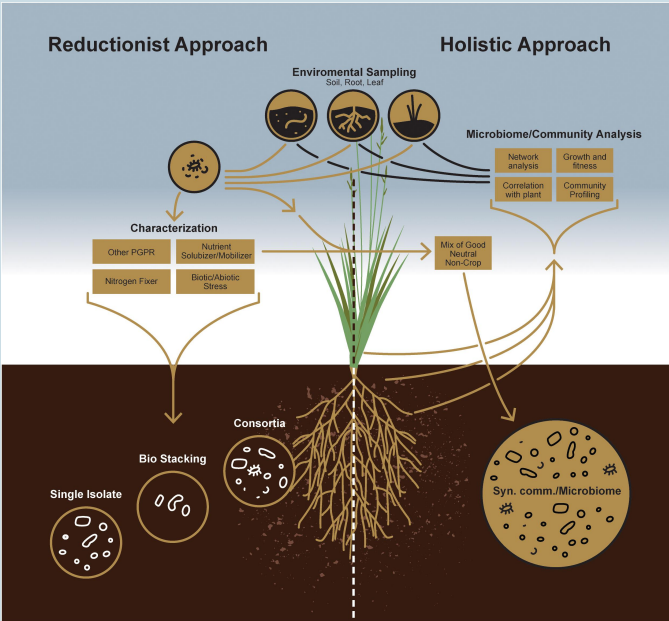 Reductionist Approach
Holistic Approach
Enviromental Sampling
Soil, Root, Leaf
Microbiome/Community Analysis
Network
analysis
Growth and
fitness
Correlation
with plant
Community
Profiling
Characterization
Other PGPR
Nutrient
Solubizer/Mobilizer
Nitrogen Fixer
Biotic/Abiotic
Stress
Mix of Good
Neutral
Non-Crop
Consortia
Bio Stacking
Single Isolate
Syn. comm./Microbiome